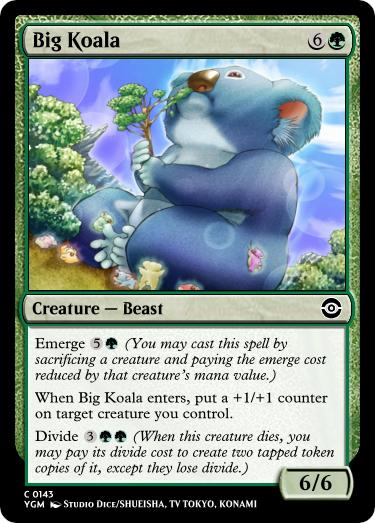 Big Koala 6
Creature — Beast
Emerge 5 (You may cast this spell by
sacrificing a creature and paying the emerge cost
reduced by that creature's mana value.)
When Big Koala enters, put a +1/+1 counter
on target creature you control.
Divide 3 (When this creature dies, you
may pay its divide cost to create two tapped token
copies of it, except they lose divide.)
6/6
C 0143
YGM Studio Dice/SHUEISHA, TV TOKYO, KONAMI